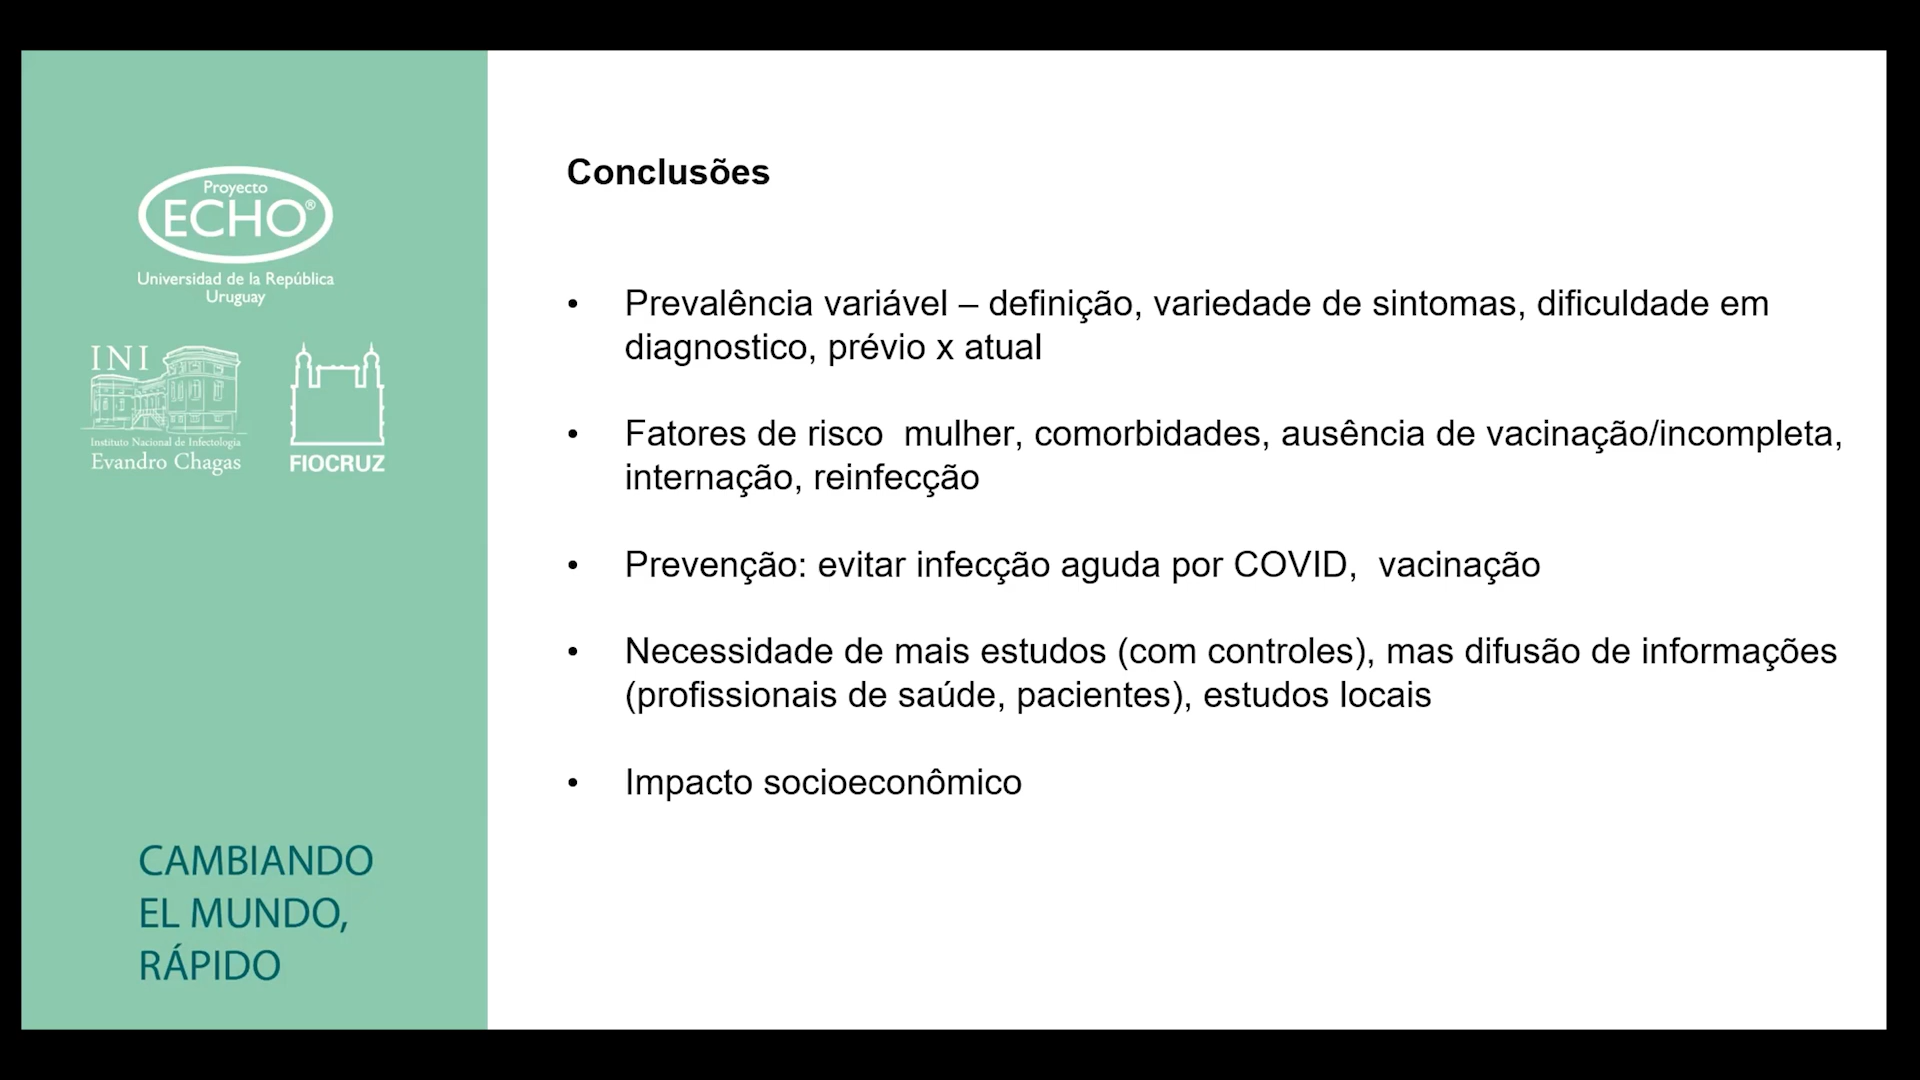 Proyecto
ECHO®
Universidad de la República
Uruguay
INI
Instituto Nacional de Infectologia
Evandro Chagas
FIOCRUZ
CAMBIANDO
EL MUNDO,
RÁPIDO
Conclusões
• Prevalência variável – definição, variedade de sintomas, dificuldade em
diagnostico, prévio x atual
• Fatores de risco  mulher, comorbidades, ausência de vacinação/incompleta,
internação, reinfecção
• Prevenção: evitar infecção aguda por COVID,  vacinação
• Necessidade de mais estudos (com controles), mas difusão de informações
(profissionais de saúde, pacientes), estudos locais
• Impacto socioeconômico